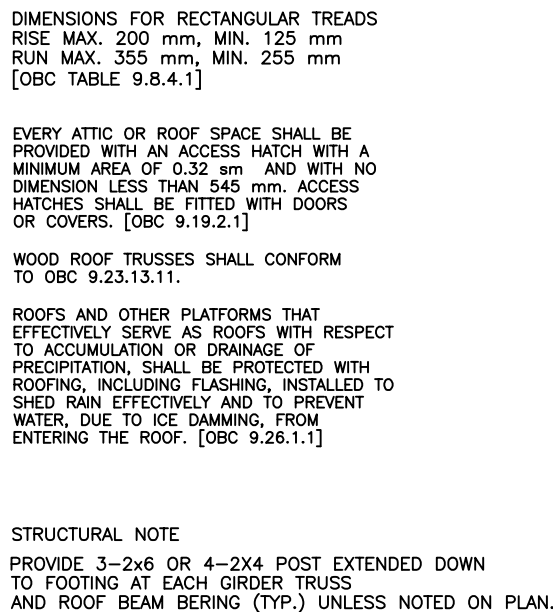 DIMENSIONS FOR RECTANGULAR TREADS
RISE MAX. 200 mm, MIN. 125 mm
RUN MAX. 355 mm, MIN. 255 mm
[OBC TABLE 9.8.4.1]
EVERY ATTIC OR ROOF SPACE SHALL BE
PROVIDED WITH AN ACCESS HATCH WITH A
MINIMUM AREA OF 0.32 sm AND WITH NO
DIMENSION LESS THAN 545 mm. ACCESS
HATCHES SHALL BE FITTED WITH DOORS
OR COVERS. [OBC 9.19.2.1]
WOOD ROOF TRUSSES SHALL CONFORM
TO OBC 9.23.13.11.
ROOFS AND OTHER PLATFORMS THAT
EFFECTIVELY SERVE AS ROOFS WITH RESPECT
TO ACCUMULATION OR DRAINAGE OF
PRECIPITATION, SHALL BE PROTECTED WITH
ROOFING, INCLUDING FLASHING, INSTALLED TO
SHED RAIN EFFECTIVELY AND TO PREVENT
WATER, DUE TO ICE DAMMING, FROM
ENTERING THE ROOF. [OBC 9.26.1.1]
STRUCTURAL NOTE
PROVIDE 3-2x6 OR 4-2X4 POST EXTENDED DOWN
TO FOOTING AT EACH GIRDER TRUSS
AND ROOF BEAM BERING (TYP.) UNLESS NOTED ON PLAN.